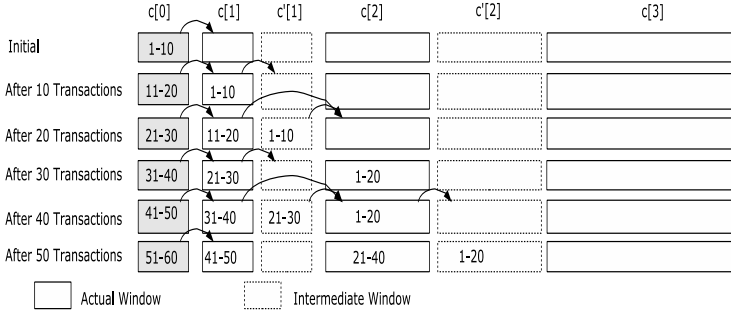 c[0] c[1] c'[1] c[2] c'[2] c[3]
Initial 1-10
After 10 Transactions 11-20 1-10
After 20 Transactions 21-30 11-20 1-10
After 30 Transactions 31-40 21-30 1-20
After 40 Transactions 41-50 31-40 21-30 1-20
After 50 Transactions 51-60 41-50 21-40 1-20
Actual Window Intermediate Window